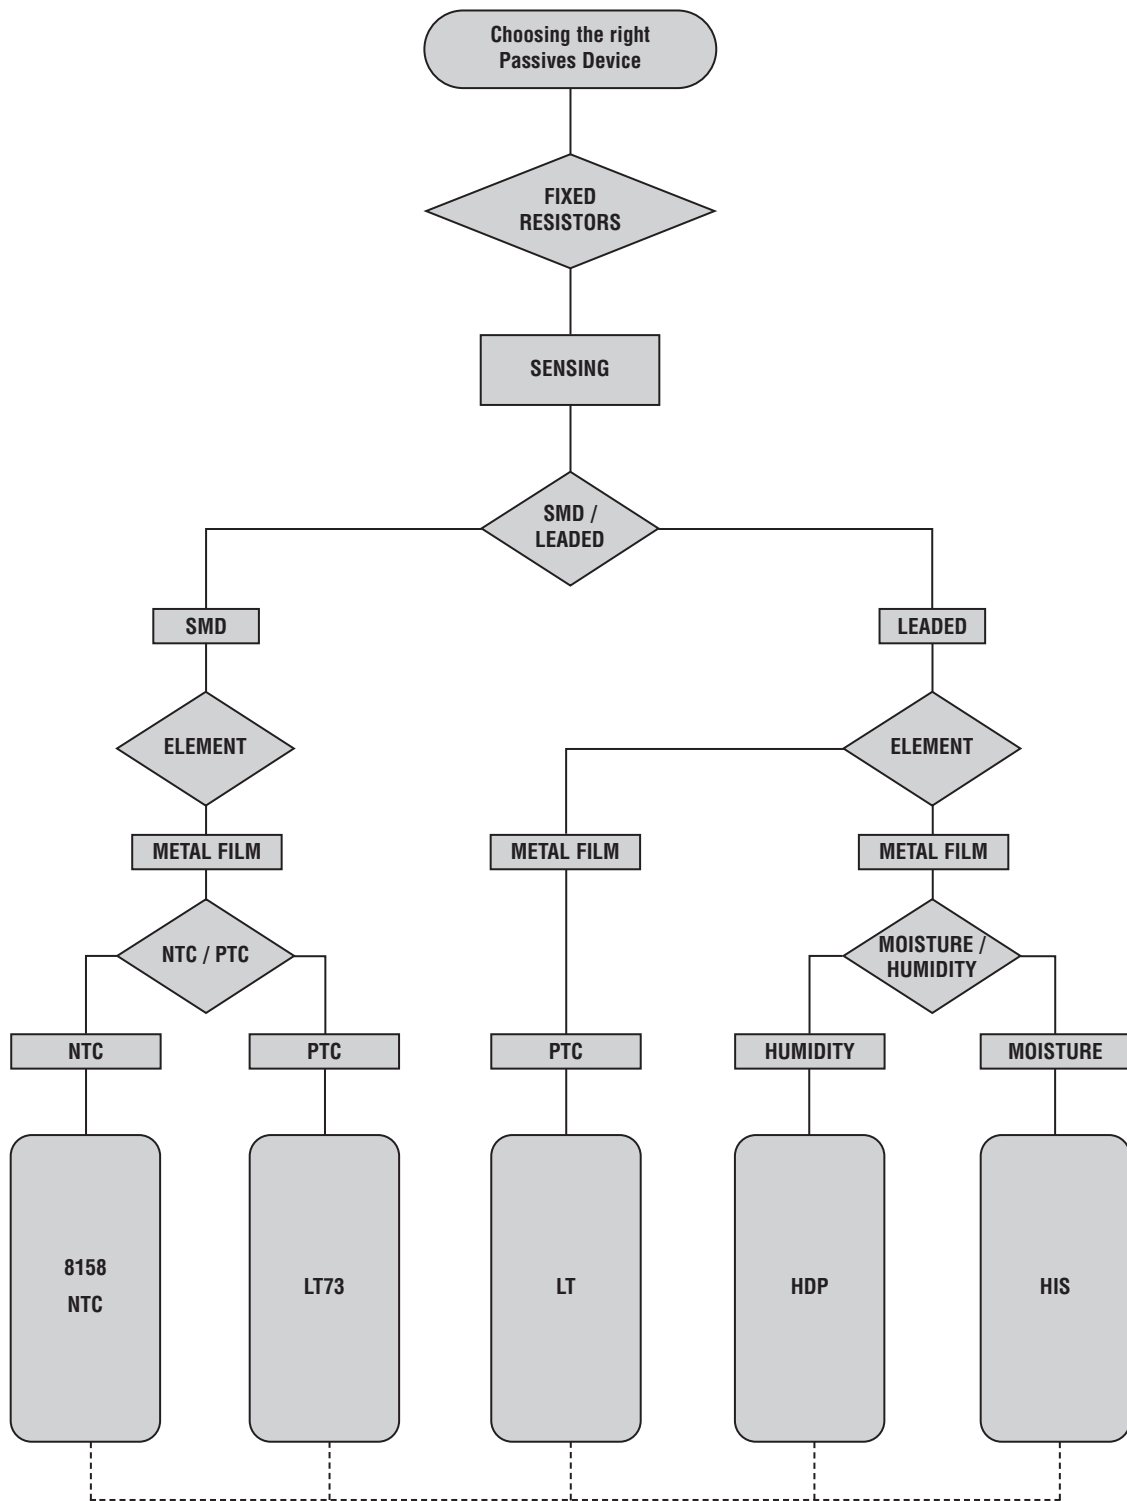 Choosing the right
Passives Device
FIXED
RESISTORS
SENSING
SMD /
LEADED
SMD
LEADED
ELEMENT
ELEMENT
METAL FILM
METAL FILM
METAL FILM
NTC / PTC
MOISTURE /
HUMIDITY
NTC
PTC
PTC
HUMIDITY
MOISTURE
8158
NTC
LT73
LT
HDP
HIS